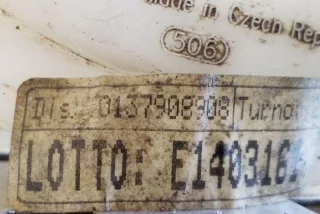 Made in Czech Rep
506
Dis. 0137908908 Turno
LOTTO: E140316